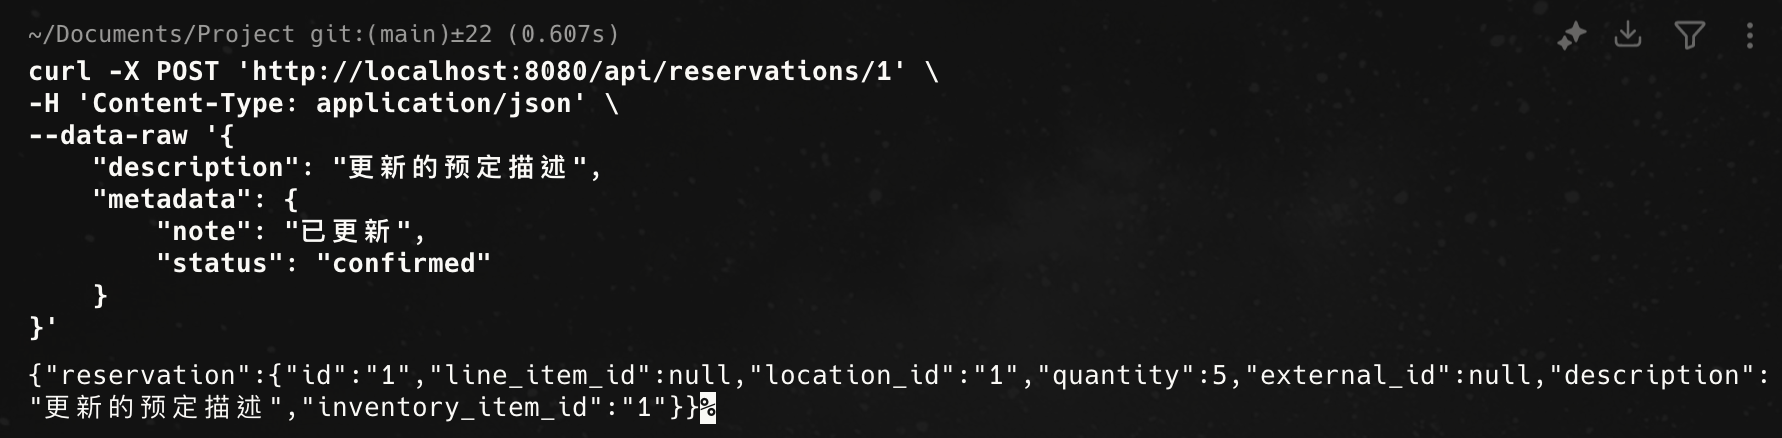 ~/Documents/Project git:(main)±22 (0.607s)
curl -X POST 'http://localhost:8080/api/reservations/1' \
-H 'Content-Type: application/json' \
--data-raw '{
    "description": "更新的预定描述",
    "metadata": {
        "note": "已更新",
        "status": "confirmed"
    }
}'
{"reservation":{"id":"1","line_item_id":null,"location_id":"1","quantity":5,"external_id":null,"description":
"更新的预定描述","inventory_item_id":"1"}}%